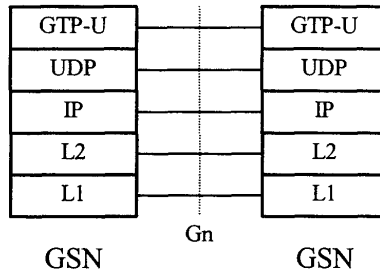 GTP-U GTP-U
UDP UDP
IP IP
L2 L2
L1 L1
Gn
GSN GSN